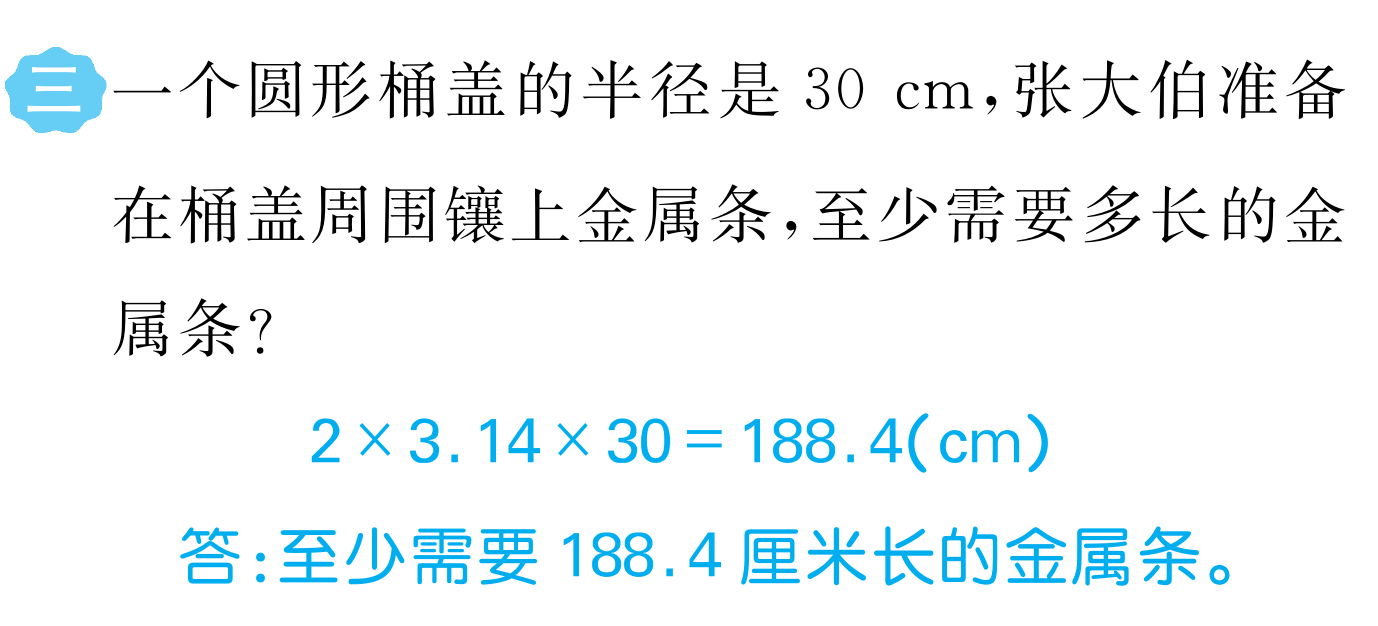 三 一个圆形桶盖的半径是 30 cm,张大伯准备
在桶盖周围镶上金属条,至少需要多长的金
属条?
2×3.14×30=188.4(cm)
答:至少需要 188.4 厘米长的金属条。